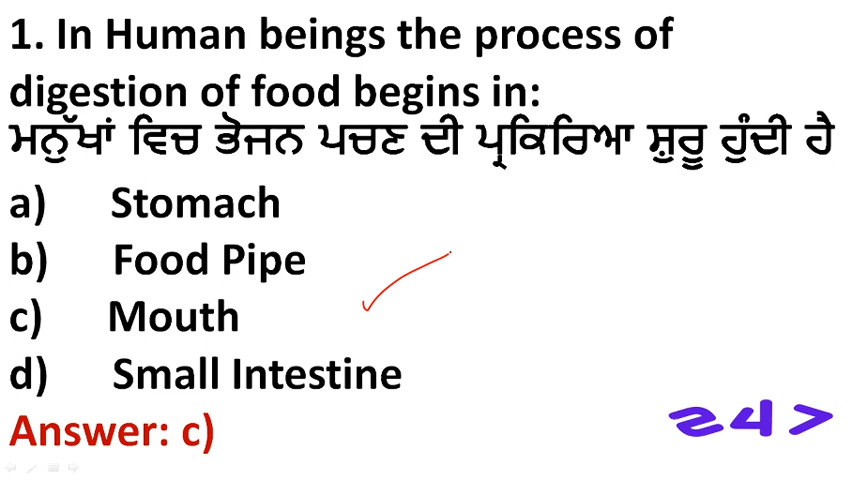 1. In Human beings the process of
digestion of food begins in:
ਮਨੁੱਖਾਂ ਵਿਚ ਭੋਜਨ ਪਚਣ ਦੀ ਪ੍ਰਕਿਰਿਆ ਸ਼ੁਰੂ ਹੁੰਦੀ ਹੈ
a) Stomach
b) Food Pipe
c) Mouth
d) Small Intestine
Answer: c)